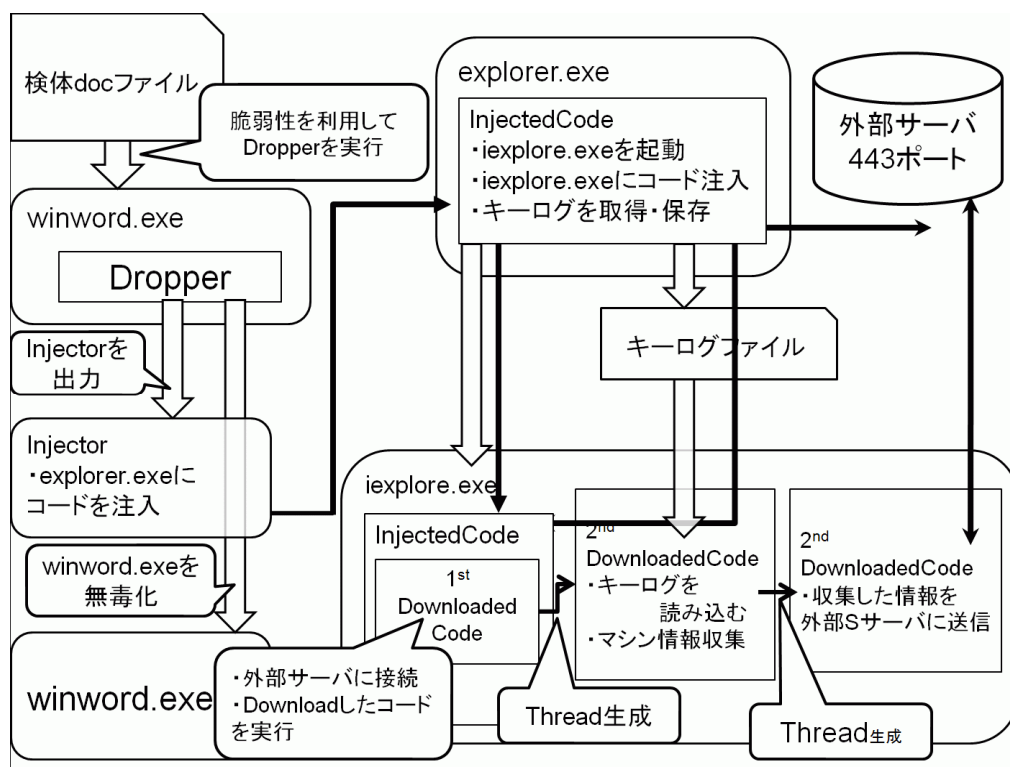 検体docファイル
脆弱性を利用して
Dropperを実行
winword.exe
Dropper
Injectorを
出力
Injector
・explorer.exeに
コードを注入
winword.exeを
無毒化
winword.exe
explorer.exe
InjectedCode
・iexplore.exeを起動
・iexplore.exeにコード注入
・キーログを取得・保存
外部サーバ
443ポート
キーログファイル
iexplore.exe
InjectedCode
1st
Downloaded
Code
・外部サーバに接続
・Downloadしたコード
を実行
Thread生成
2nd
DownloadedCode
・キーログを
読み込む
・マシン情報収集
Thread生成
2nd
DownloadedCode
・収集した情報を
外部Sサーバに送信